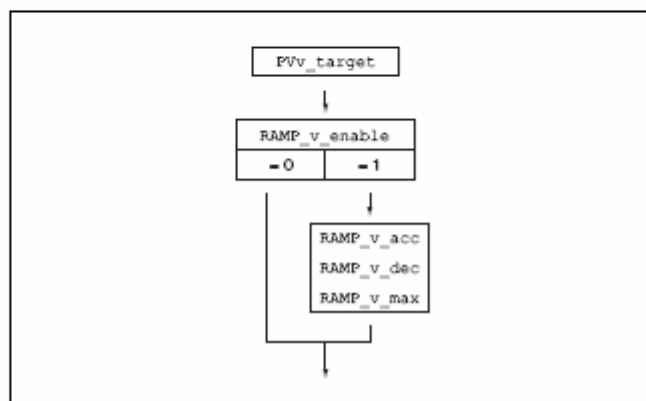 PVv_target
RAMP_v_enable
=0 =1
RAMP_v_acc
RAMP_v_dec
RAMP_v_max